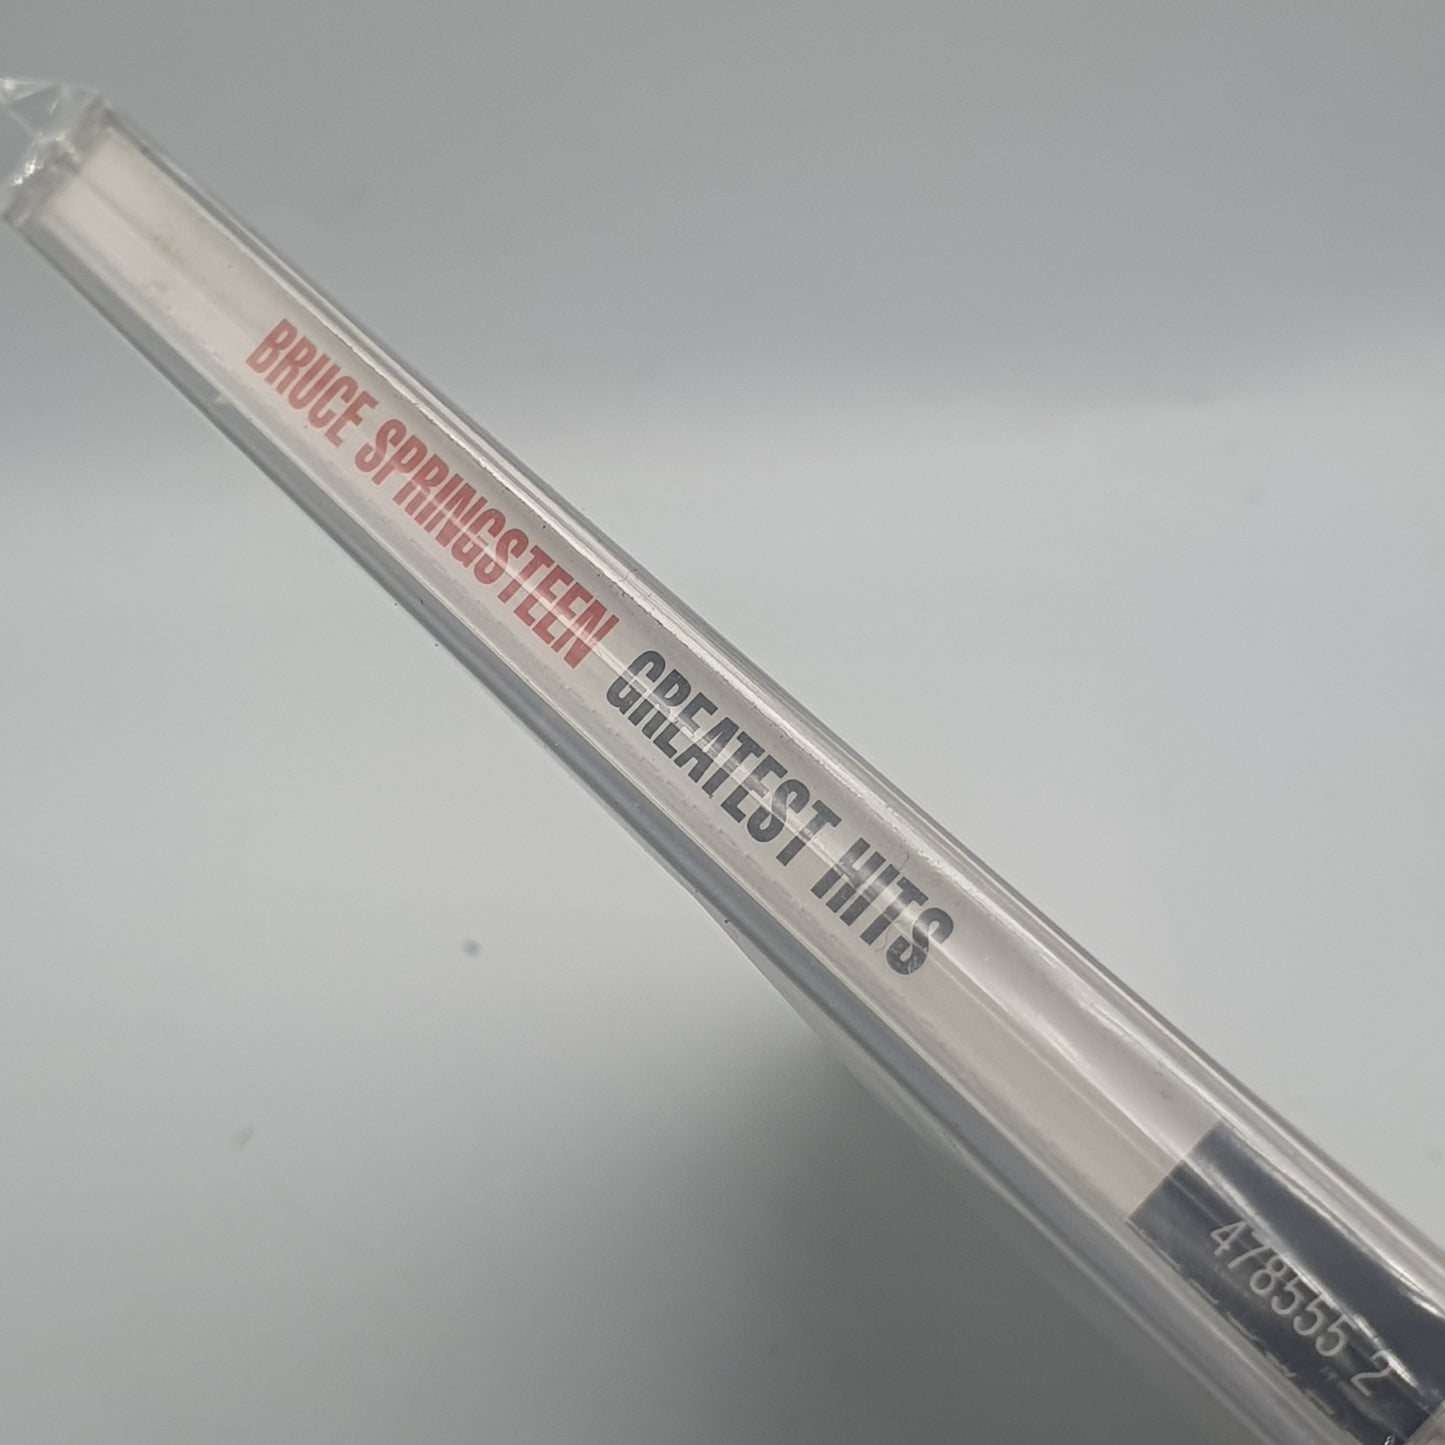 BRUCE SPRINGSTEEN GREATEST HITS
478555 2